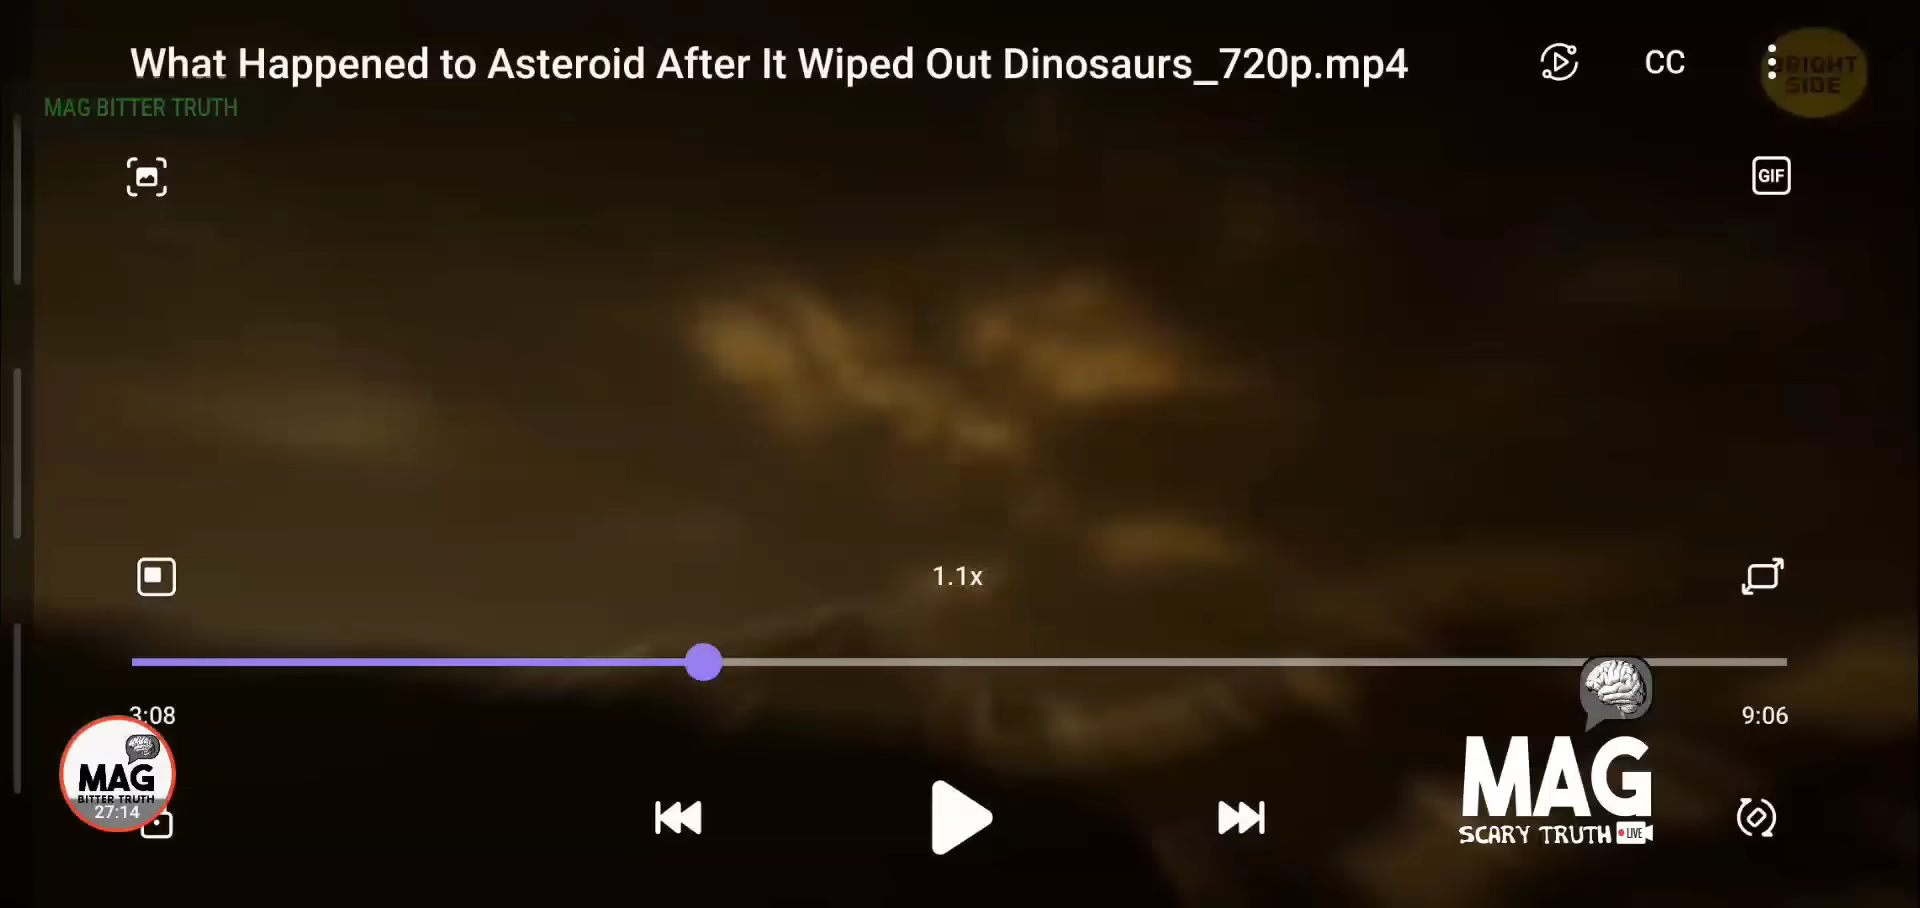 What Happened to Asteroid After It Wiped Out Dinosaurs_720p.mp4
CC
BRIGHT
SIDE
MAG BITTER TRUTH
GIF
1.1x
3:08
9:06
MAG
BITTER TRUTH
27:14
MAG
SCARY TRUTH LIVE